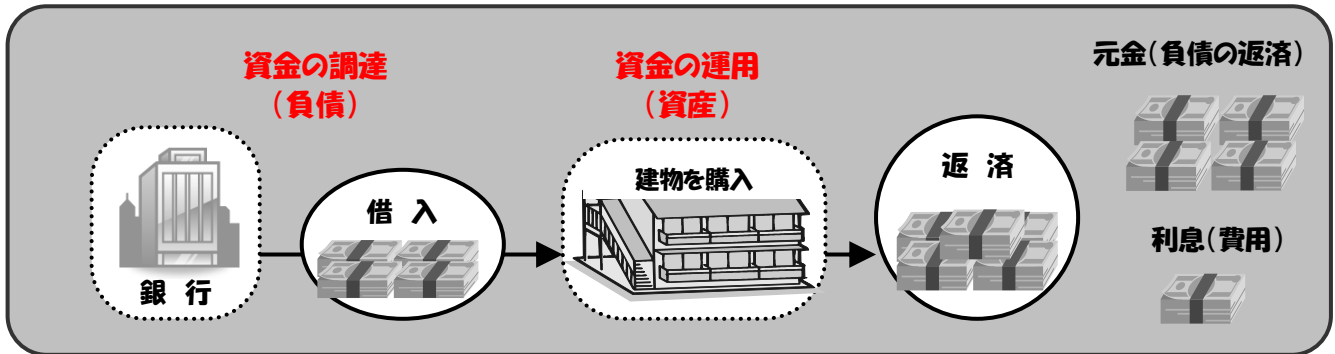 資金の調達
(負債)
資金の運用
(資産)
元金(負債の返済)
銀 行
借 入
建物を購入
返 済
利息(費用)